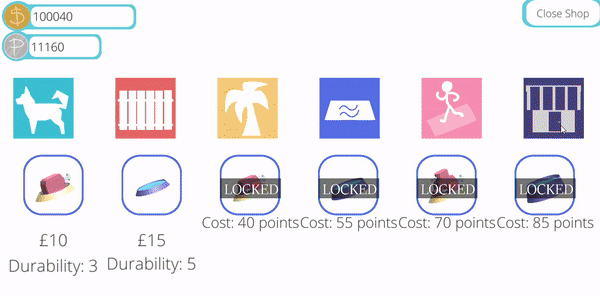 100040
Close Shop
11160
LOCKED LOCKED LOCKED LOCKED
Cost: 40 points Cost: 55 points Cost: 70 points Cost: 85 points
£10 £15
Durability: 3 Durability: 5